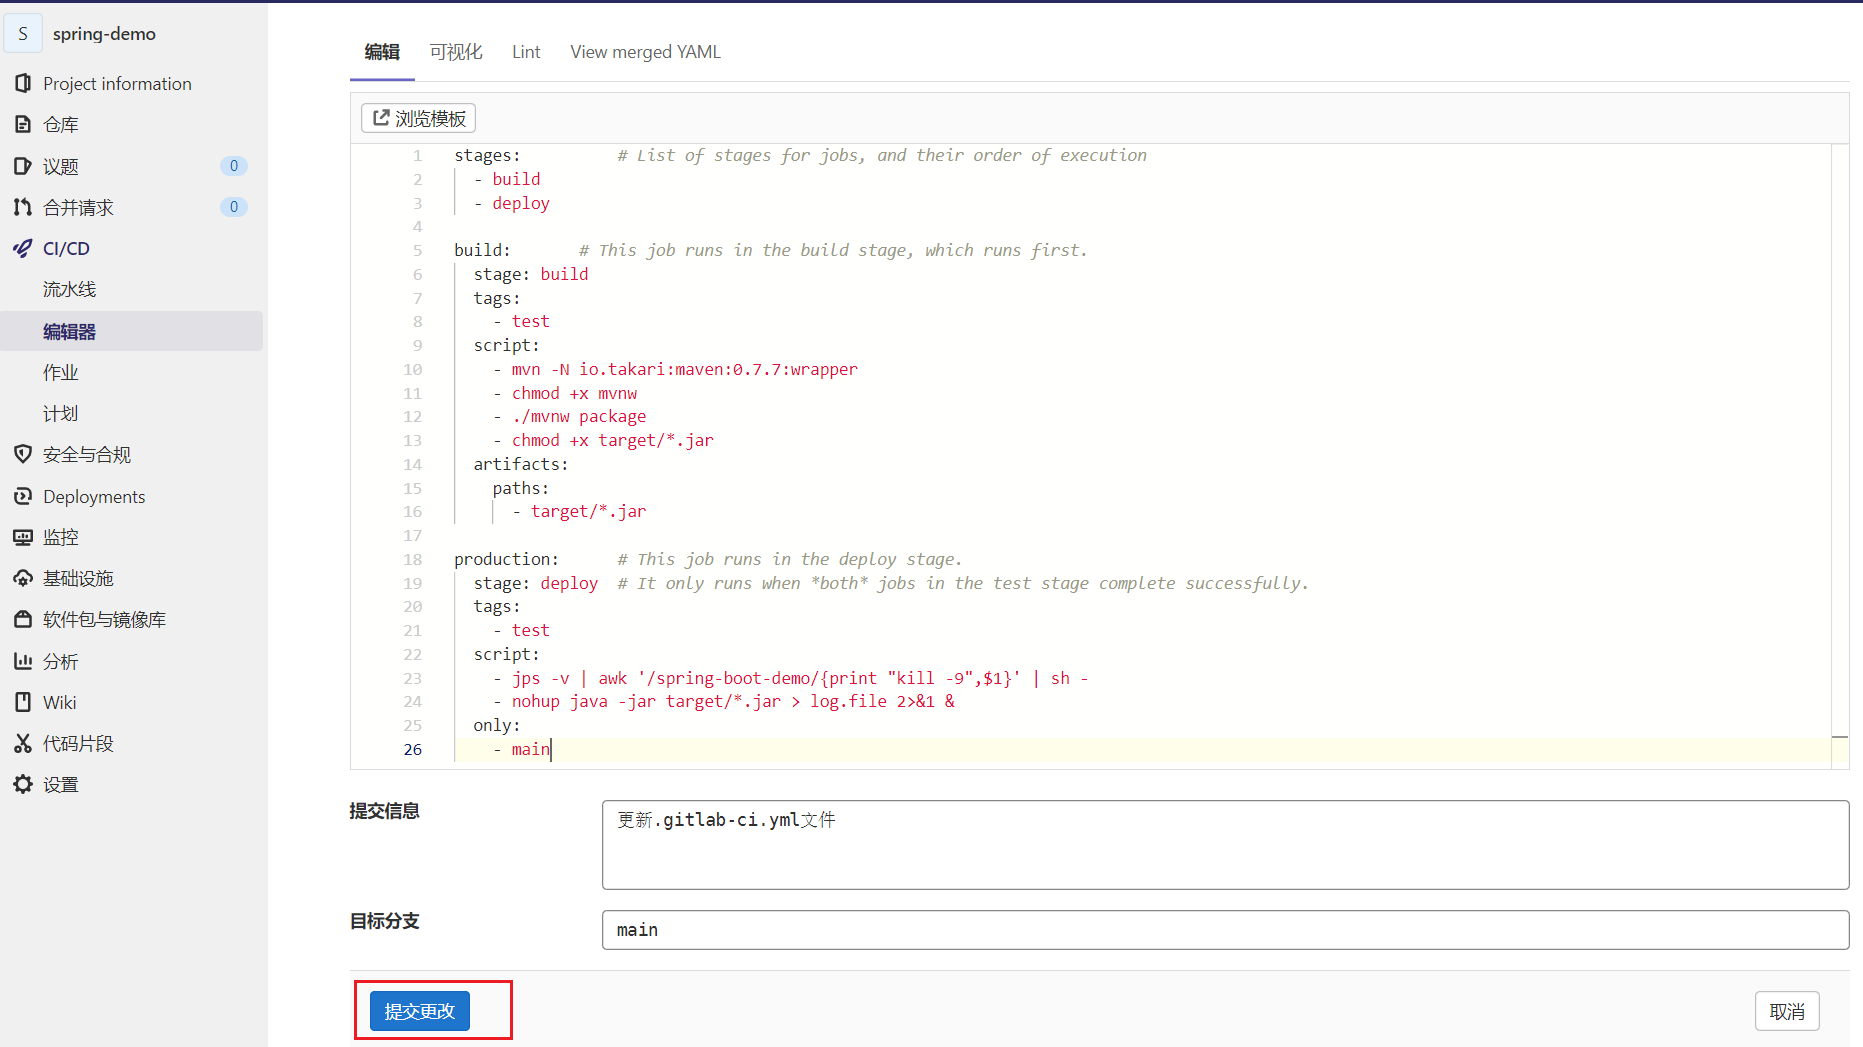 S spring-demo
Project information
仓库
议题 0
合并请求 0
CI/CD
流水线
编辑器
作业
计划
安全与合规
Deployments
监控
基础设施
软件包与镜像库
分析
Wiki
代码片段
设置
编辑 可视化 Lint View merged YAML
浏览模板
1 stages: # List of stages for jobs, and their order of execution
2 - build
3 - deploy
4
5 build: # This job runs in the build stage, which runs first.
6 stage: build
7 tags:
8 - test
9 script:
10 - mvn -N io.takari:maven:0.7.7:wrapper
11 - chmod +x mvnw
12 - ./mvnw package
13 - chmod +x target/*.jar
14 artifacts:
15 paths:
16 - target/*.jar
17
18 production: # This job runs in the deploy stage.
19 stage: deploy # It only runs when *both* jobs in the test stage complete successfully.
20 tags:
21 - test
22 script:
23 - jps -v | awk '/spring-boot-demo/{print "kill -9",$1}' | sh -
24 - nohup java -jar target/*.jar > log.file 2>&1 &
25 only:
26 - main
提交信息
更新.gitlab-ci.yml文件
目标分支
main
提交更改 取消